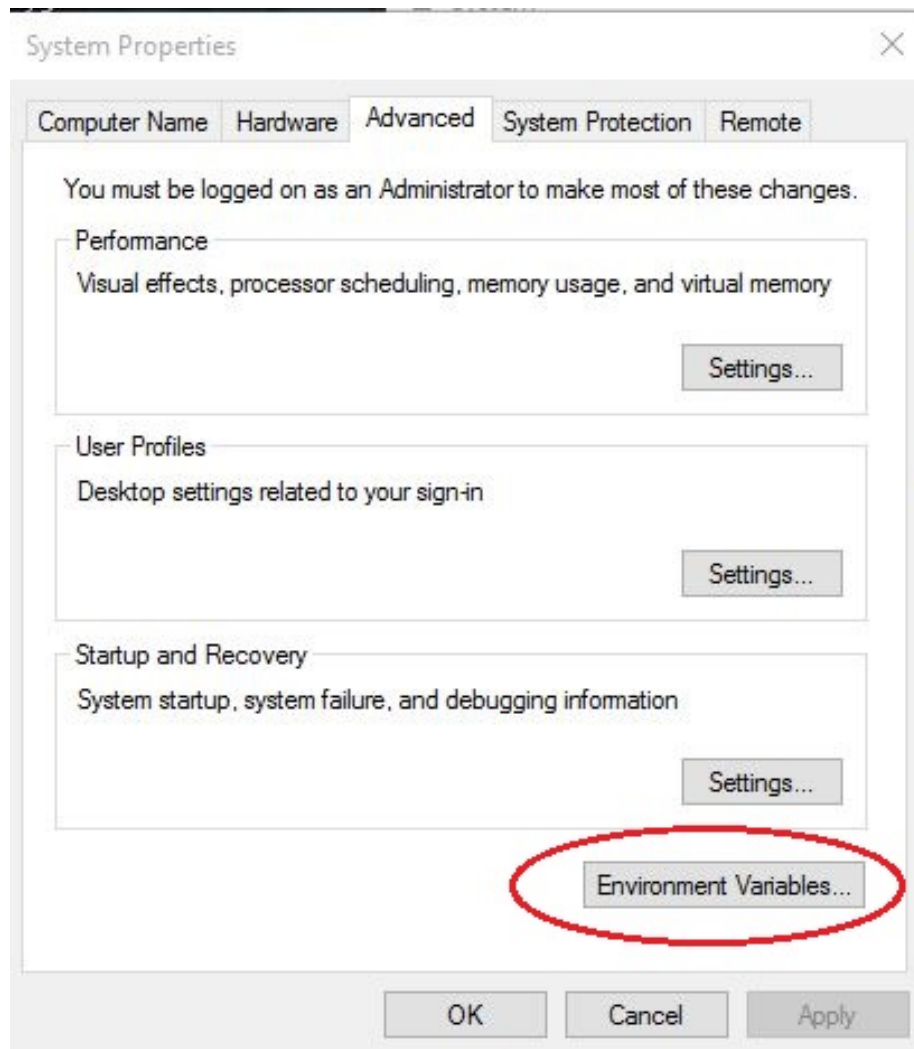 System Properties
Computer Name Hardware Advanced System Protection Remote
You must be logged on as an Administrator to make most of these changes.
Performance
Visual effects, processor scheduling, memory usage, and virtual memory
Settings...
User Profiles
Desktop settings related to your sign-in
Settings...
Startup and Recovery
System startup, system failure, and debugging information
Settings...
Environment Variables...
OK Cancel Apply